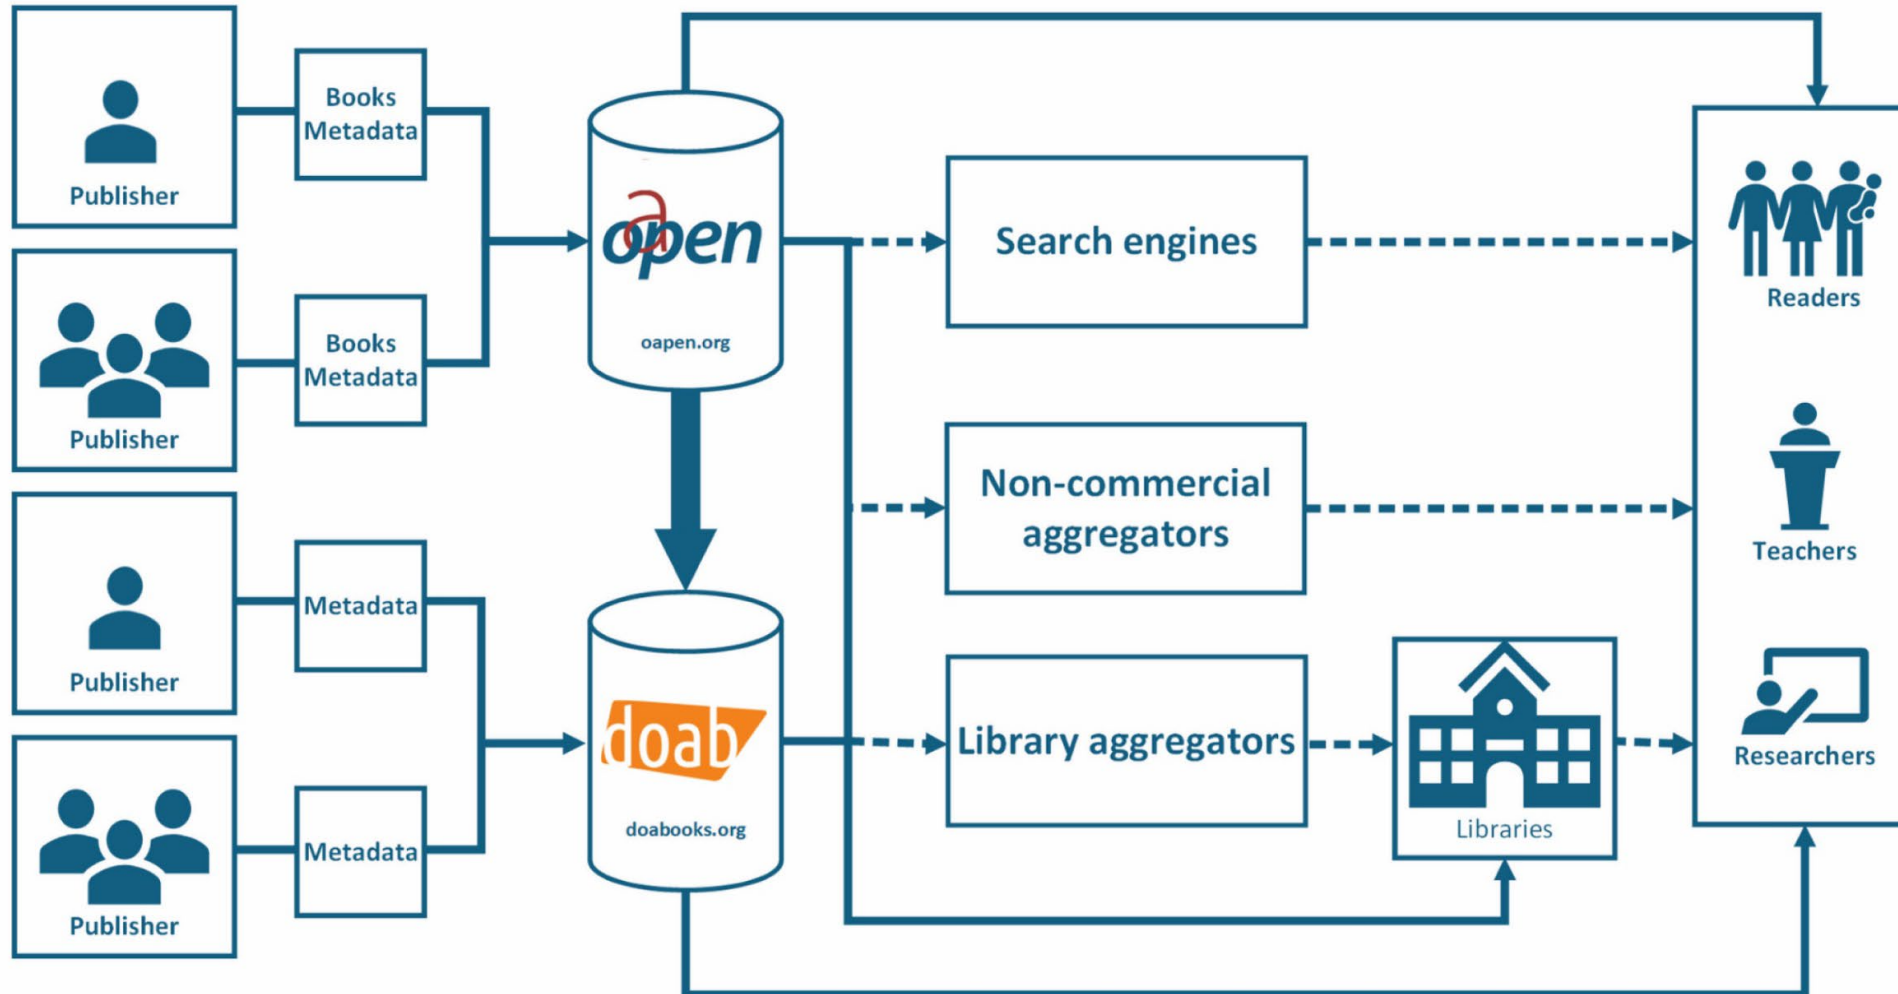 Publisher
Books
Metadata
Publisher
Books
Metadata
Publisher
Metadata
Publisher
Metadata
oapen
oapen.org
doab
doabooks.org
Search engines
Non-commercial
aggregators
Library aggregators
Libraries
Readers
Teachers
Researchers